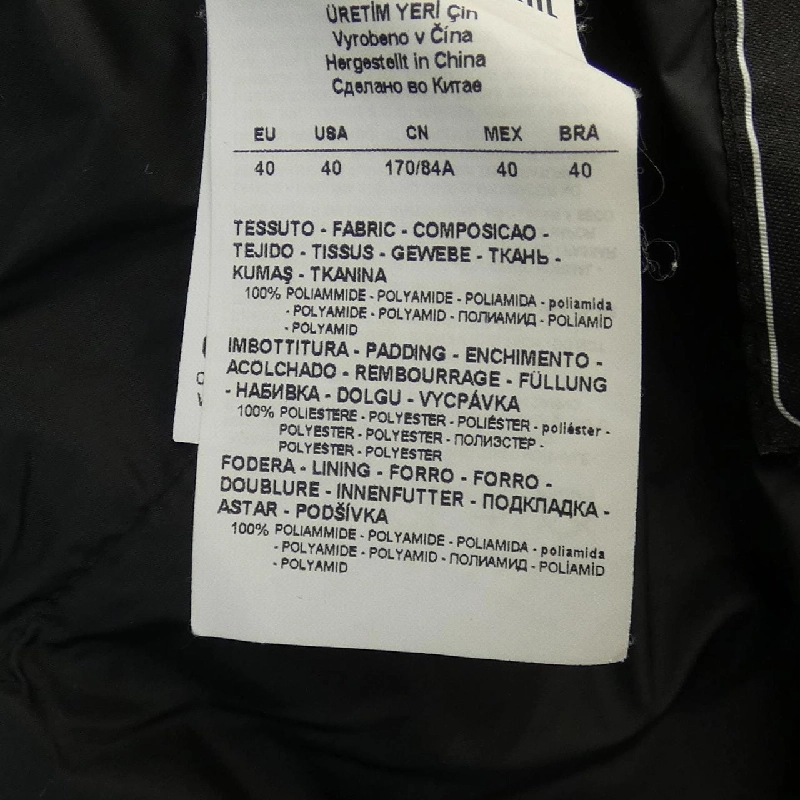 ÜRETİM YERİ Çin
Vyrobeno v Čína
Hergestellt in China
Сделано во Китае
EU USA CN MEX BRA
40 40 170/84A 40 40
TESSUTO - FABRIC - COMPOSICAO -
TEJIDO - TISSUS - GEWEBE - ТКАНЬ -
KUMAŞ - TKANINA
100% POLIAMMIDE - POLYAMIDE - POLIAMIDA - poliamida
- POLYAMIDE - POLYAMID - ПОЛИАМИД - POLİAMİD
- POLYAMID
IMBOTTITURA - PADDING - ENCHIMENTO -
ACOLCHADO - REMBOURRAGE - FÜLLUNG
- НАБИВКА - DOLGU - VYCPÁVKA
100% POLIESTERE - POLYESTER - POLIÉSTER - poliéster -
POLYESTER - POLYESTER - ПОЛИЭСТЕР -
POLYESTER - POLYESTER
FODERA - LINING - FORRO - FORRO -
DOUBLURE - INNENFUTTER - ПОДКЛАДКА -
ASTAR - PODŠÍVKA
100% POLIAMMIDE - POLYAMIDE - POLIAMIDA - poliamida
- POLYAMIDE - POLYAMID - ПОЛИАМИД - POLİAMİD
- POLYAMID